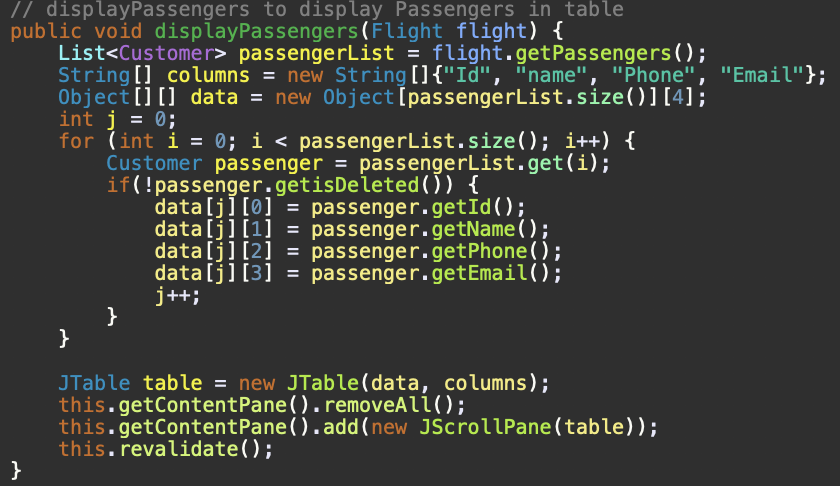 // displayPassengers to display Passengers in table
public void displayPassengers(Flight flight) {
    List<Customer> passengerList = flight.getPassengers();
    String[] columns = new String[]{"Id", "name", "Phone", "Email"};
    Object[][] data = new Object[passengerList.size()][4];
    int j = 0;
    for (int i = 0; i < passengerList.size(); i++) {
        Customer passenger = passengerList.get(i);
        if(!passenger.getisDeleted()) {
            data[j][0] = passenger.getId();
            data[j][1] = passenger.getName();
            data[j][2] = passenger.getPhone();
            data[j][3] = passenger.getEmail();
            j++;
        }
    }

    JTable table = new JTable(data, columns);
    this.getContentPane().removeAll();
    this.getContentPane().add(new JScrollPane(table));
    this.revalidate();
}